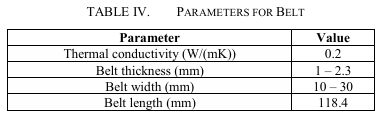 TABLE IV. PARAMETERS FOR BELT
Parameter Value
Thermal conductivity (W/(mK)) 0.2
Belt thickness (mm) 1 – 2.3
Belt width (mm) 10 – 30
Belt length (mm) 118.4